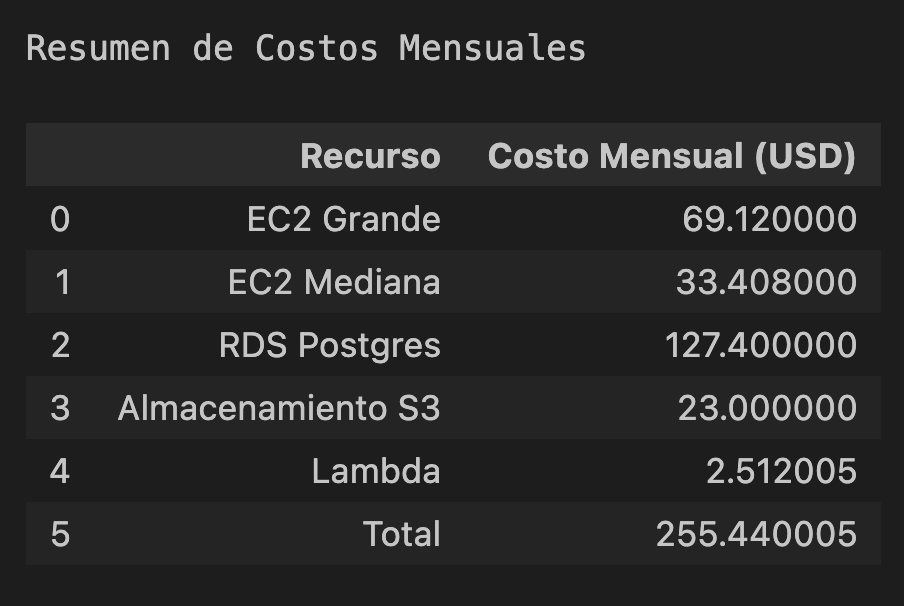 Resumen de Costos Mensuales
Recurso Costo Mensual (USD)
0 EC2 Grande 69.120000
1 EC2 Mediana 33.408000
2 RDS Postgres 127.400000
3 Almacenamiento S3 23.000000
4 Lambda 2.512005
5 Total 255.440005